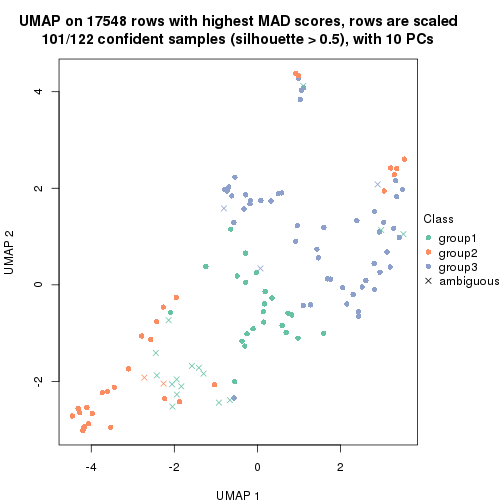 UMAP on 17548 rows with highest MAD scores, rows are scaled
101/122 confident samples (silhouette > 0.5), with 10 PCs
4
2
0
-2
UMAP 2
-4
-2
0
2
UMAP 1
Class
group1
group2
group3
ambiguous